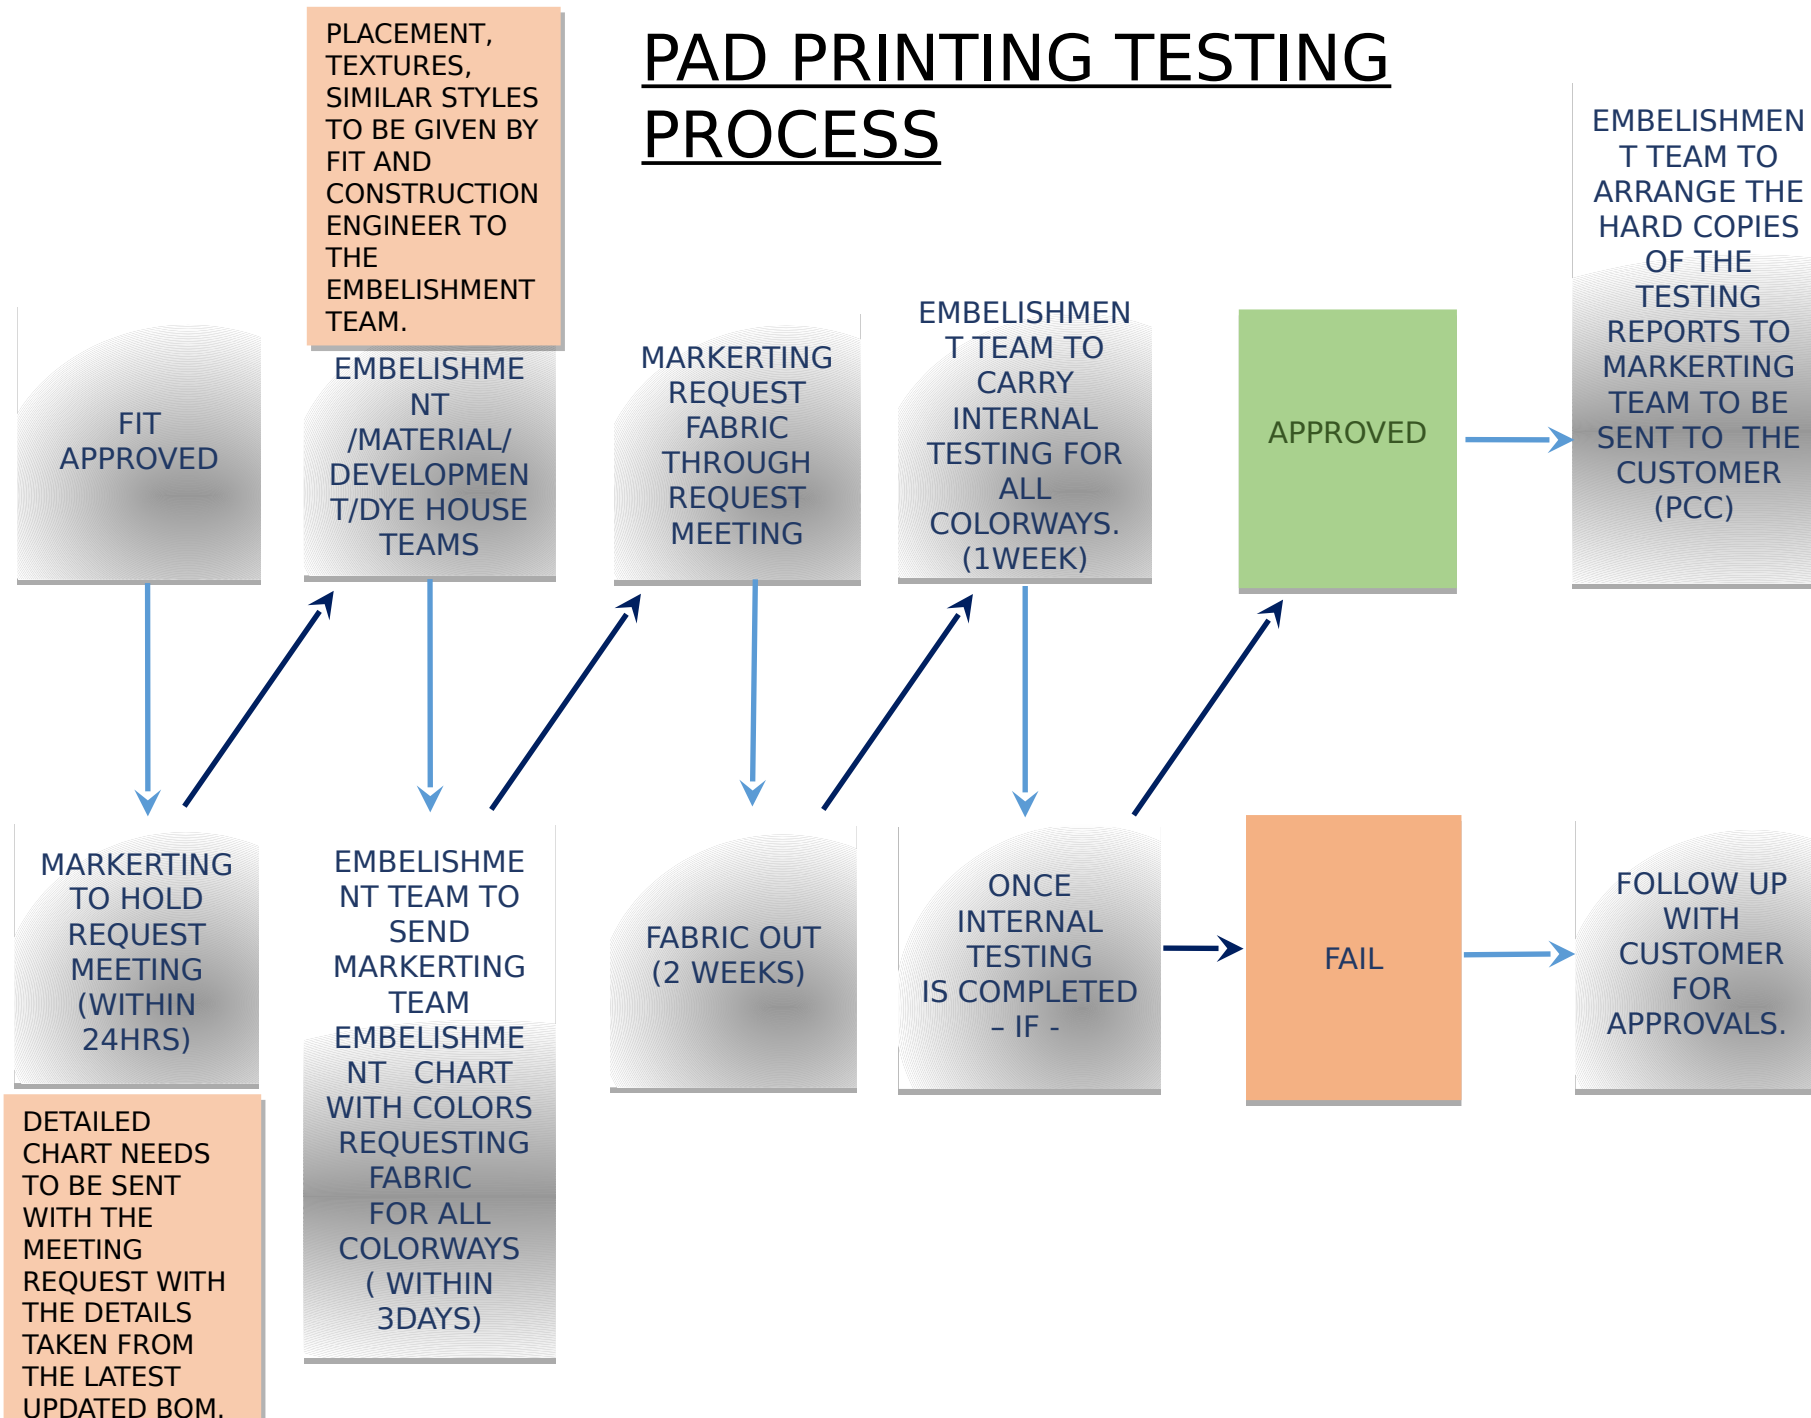 PAD PRINTING TESTING
PROCESS
PLACEMENT,
TEXTURES,
SIMILAR STYLES
TO BE GIVEN BY
FIT AND
CONSTRUCTION
ENGINEER TO
THE
EMBELISHMENT
TEAM.
FIT
APPROVED
MARKERTING
TO HOLD
REQUEST
MEETING
(WITHIN
24HRS)
DETAILED
CHART NEEDS
TO BE SENT
WITH THE
MEETING
REQUEST WITH
THE DETAILS
TAKEN FROM
THE LATEST
UPDATED BOM.
EMBELISHME
NT
/MATERIAL/
DEVELOPMEN
T/DYE HOUSE
TEAMS
EMBELISHME
NT TEAM TO
SEND
MARKERTING
TEAM
EMBELISHME
NT CHART
WITH COLORS
REQUESTING
FABRIC
FOR ALL
COLORWAYS
( WITHIN
3DAYS)
MARKERTING
REQUEST
FABRIC
THROUGH
REQUEST
MEETING
FABRIC OUT
(2 WEEKS)
EMBELISHMEN
T TEAM TO
CARRY
INTERNAL
TESTING FOR
ALL
COLORWAYS.
(1WEEK)
ONCE
INTERNAL
TESTING
IS COMPLETED
– IF -
APPROVED
EMBELISHMEN
T TEAM TO
ARRANGE THE
HARD COPIES
OF THE
TESTING
REPORTS TO
MARKERTING
TEAM TO BE
SENT TO THE
CUSTOMER
(PCC)
FAIL
FOLLOW UP
WITH
CUSTOMER
FOR
APPROVALS.